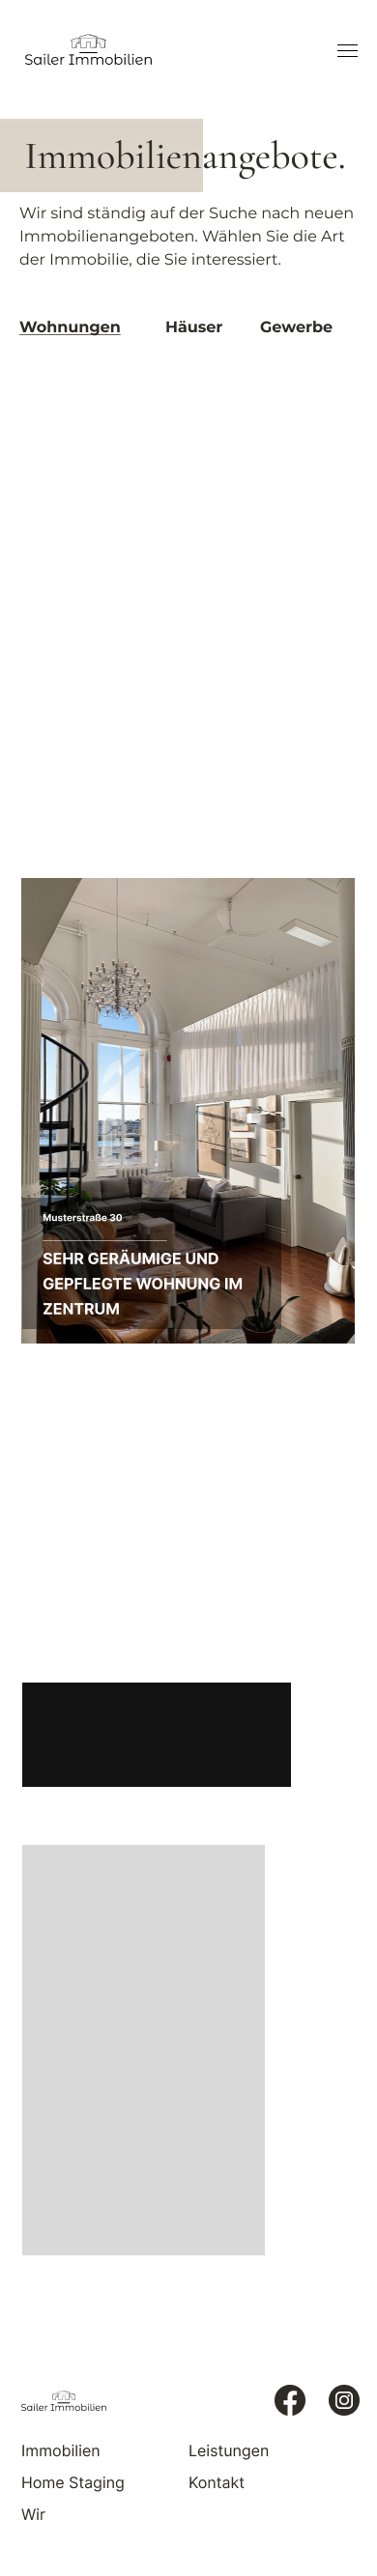 Sailer Immobilien
Immobilienangebote.
Wir sind ständig auf der Suche nach neuen
Immobilienangeboten. Wählen Sie die Art
der Immobilie, die Sie interessiert.
Wohnungen Häuser Gewerbe
Musterstraße 30
SEHR GERÄUMIGE UND
GEPFLEGTE WOHNUNG IM
ZENTRUM
Sailer Immobilien
Immobilien Leistungen
Home Staging Kontakt
Wir